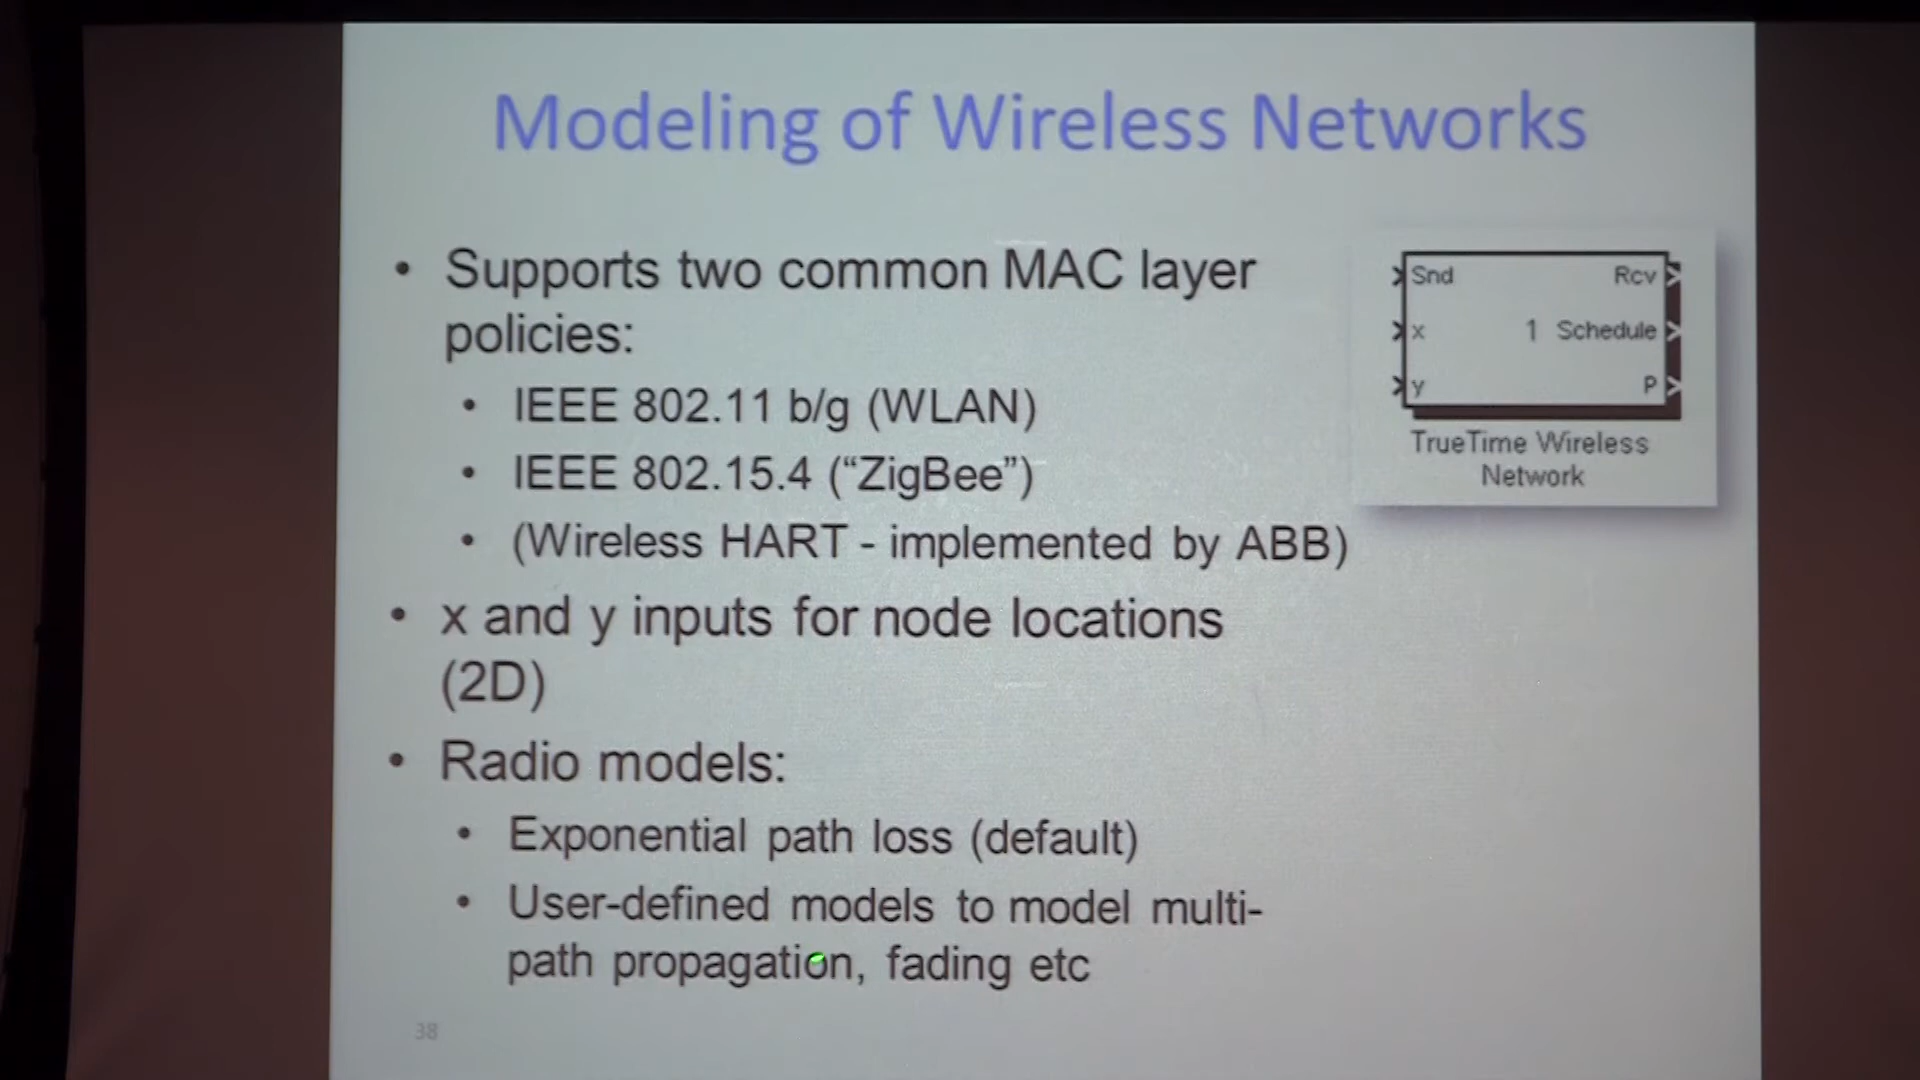 Modeling of Wireless Networks
• Supports two common MAC layer
policies:
• IEEE 802.11 b/g (WLAN)
• IEEE 802.15.4 (“ZigBee”)
• (Wireless HART - implemented by ABB)
• x and y inputs for node locations
(2D)
• Radio models:
• Exponential path loss (default)
• User-defined models to model multi-
path propagation, fading etc
Snd Rcv
x 1 Schedule
y P
TrueTime Wireless
Network
38